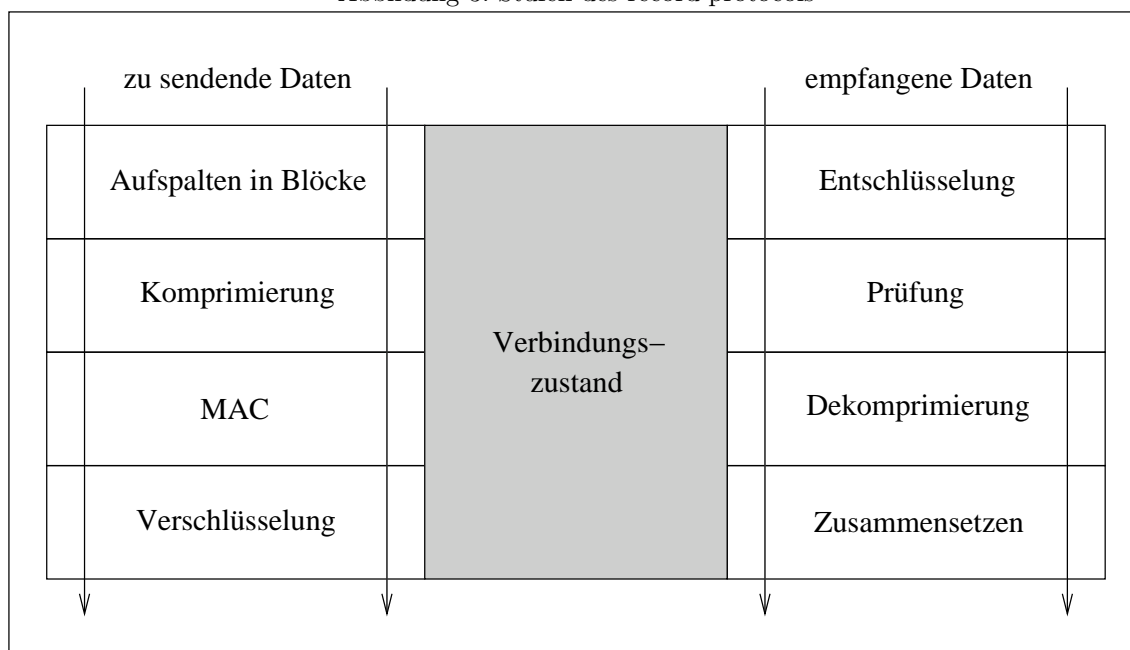 zu sendende Daten
empfangene Daten
Aufspalten in Blöcke
Entschlüsselung
Komprimierung
Prüfung
Verbindungs–
zustand
MAC
Dekomprimierung
Verschlüsselung
Zusammensetzen